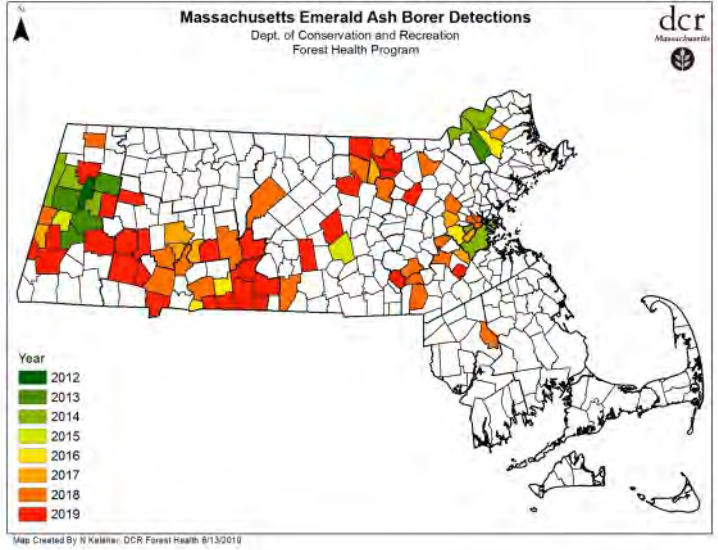 N
Massachusetts Emerald Ash Borer Detections
Dept. of Conservation and Recreation
Forest Health Program
dcr
Massachusetts
Year
2012
2013
2014
2015
2016
2017
2018
2019
Map Created By N Keleher, DCR Forest Health 6/13/2019